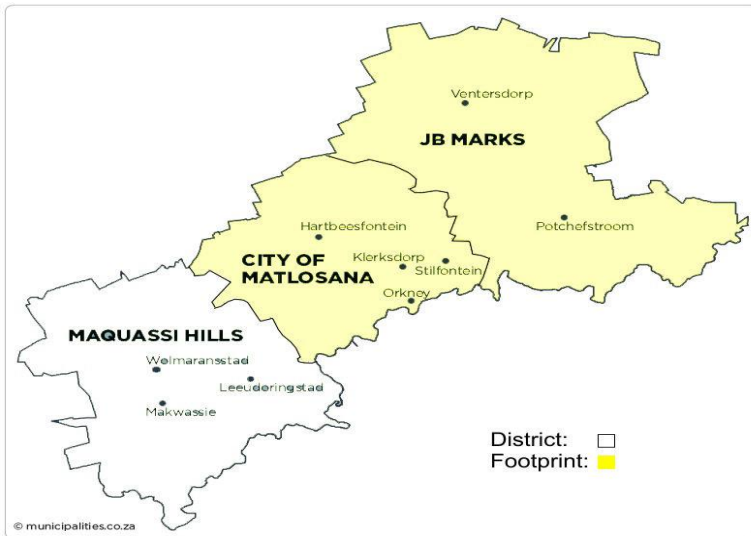 Ventersdorp
JB MARKS
Hartbeesfontein
Potchefstroom
CITY OF
MATLOSANA
Klerksdorp
Stilfontein
Orkney
MAQUASSI HILLS
Wolmaransstad
Leeudoringstad
Makwassie
District:
Footprint:
© municipalities.co.za